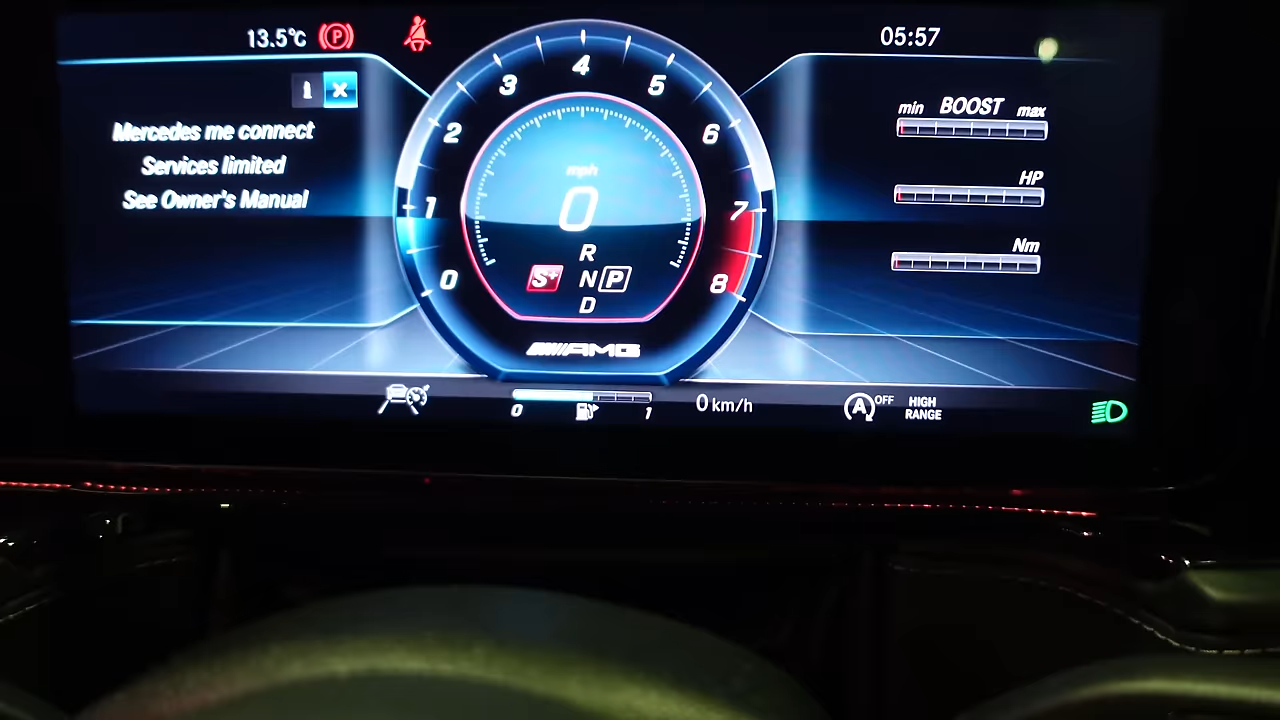 13.5°C
P
05:57
Mercedes me connect
Services limited
See Owner's Manual
min BOOST max
HP
Nm
0
1
2
3
4
5
6
7
8
mph
0
R
S+ N P
D
AMG
0 1
0 km/h
A OFF
HIGH
RANGE